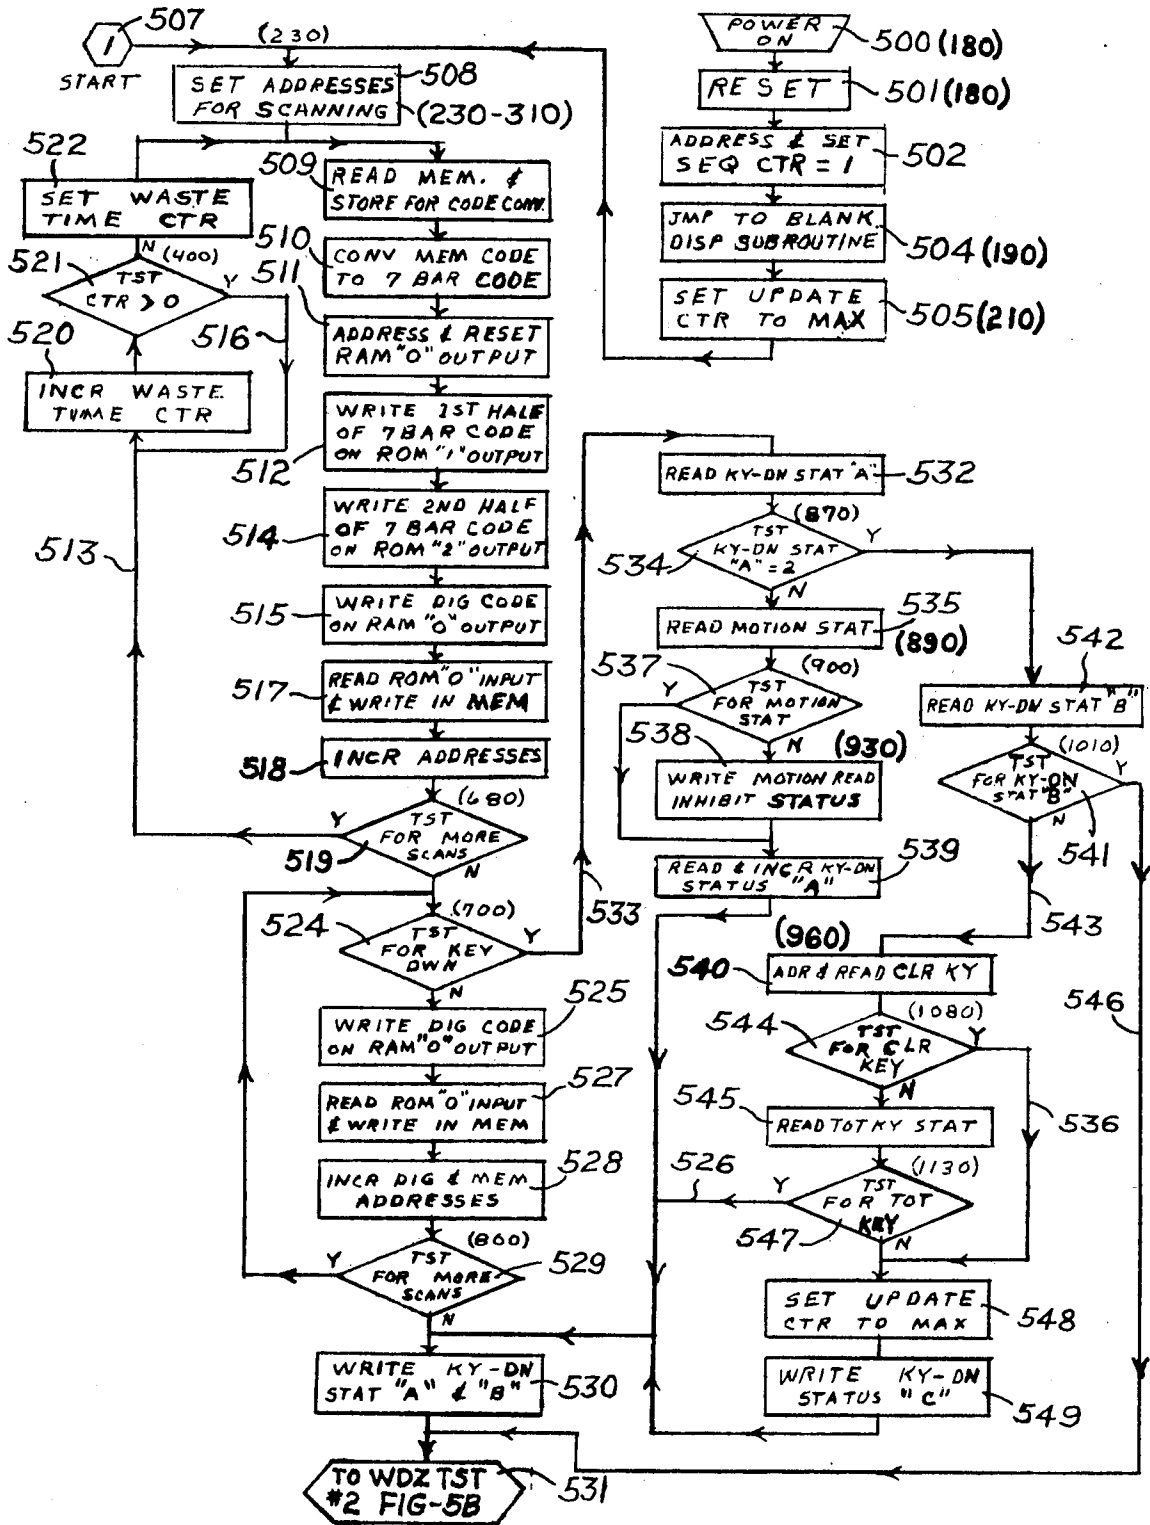 507
1
START
(230)
508
SET ADDRESSES
FOR SCANNING
(230-310)
POWER
ON
500 (180)
RESET
501 (180)
ADDRESS & SET
SEQ CTR = 1
502
JMP TO BLANK
DISP SUBROUTINE
504 (190)
SET UPDATE
CTR TO MAX
505 (210)
522
SET WASTE
TIME CTR
N
(400)
521
TST
CTR > 0
Y
516
520
INCR WASTE
TIME CTR
513
509
READ MEM. &
STORE FOR CODE CONV.
510
CONV MEM CODE
TO 7 BAR CODE
511
ADDRESS & RESET
RAM "0" OUTPUT
WRITE 1ST HALF
OF 7 BAR CODE
ON ROM "1" OUTPUT
512
WRITE 2ND HALF
OF 7 BAR CODE
ON ROM "2" OUTPUT
514
WRITE DIG CODE
ON RAM "0" OUTPUT
515
READ ROM "0" INPUT
& WRITE IN MEM
517
INCR ADDRESSES
518
(680)
Y
TST
FOR MORE
SCANS
519
N
(700)
524
TST
FOR KEY
DWN
Y
533
N
525
WRITE DIG CODE
ON RAM "0" OUTPUT
527
READ ROM "0" INPUT
& WRITE IN MEM
528
INCR DIG & MEM
ADDRESSES
(800)
Y
TST
FOR MORE
SCANS
529
N
WRITE KY-DN
STAT "A" & "B"
530
TO WDZ TST
#2 FIG-5B
531
READ KY-DN STAT "A"
532
(870)
TST
KY-DN STAT
"A" = 2
Y
534
N
535
READ MOTION STAT
(890)
537
(900)
Y
TST
FOR MOTION
STAT
538
N
(930)
WRITE MOTION READ
INHIBIT STATUS
READ & INCR KY-DN
STATUS "A"
539
542
READ KY-DN STAT "B"
(1010)
TST
FOR KY-DN
STAT "B"
Y
N
541
543
(960)
540
ADR & READ CLR KY
(1080)
544
TST
FOR CLR
KEY
Y
N
546
545
READ TOT KY STAT
536
526
(1130)
Y
TST
FOR TOT
KEY
547
N
SET UPDATE
CTR TO MAX
548
WRITE KY-DN
STATUS "C"
549